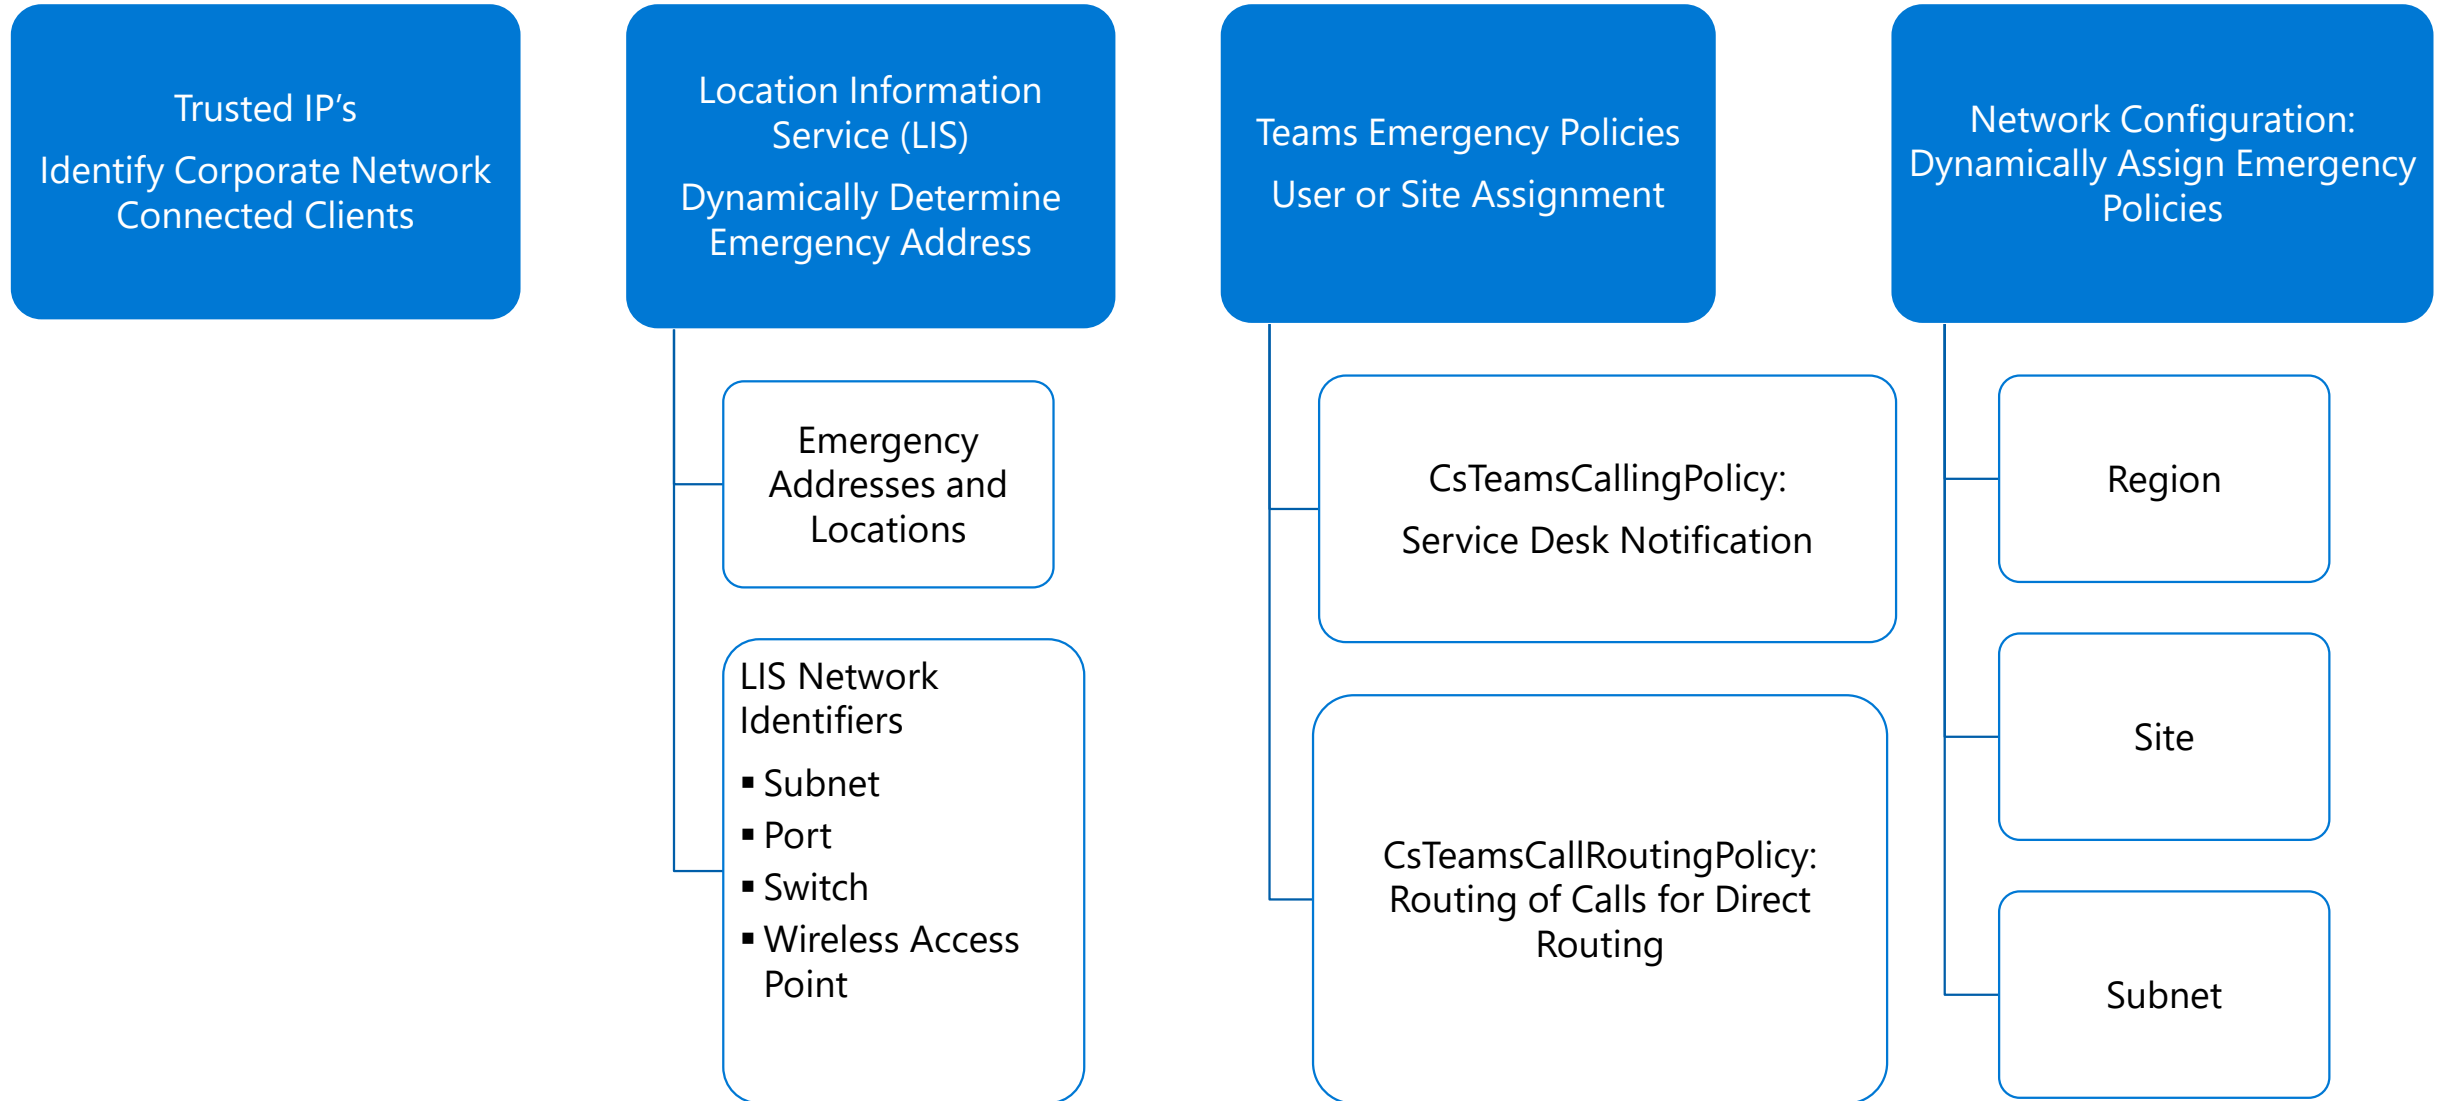 Trusted IP’s
Identify Corporate Network
Connected Clients
Location Information
Service (LIS)
Dynamically Determine
Emergency Address
Emergency
Addresses and
Locations
LIS Network
Identifiers
▪ Subnet
▪ Port
▪ Switch
▪ Wireless Access
Point
Teams Emergency Policies
User or Site Assignment
CsTeamsCallingPolicy:
Service Desk Notification
CsTeamsCallRoutingPolicy:
Routing of Calls for Direct
Routing
Network Configuration:
Dynamically Assign Emergency
Policies
Region
Site
Subnet